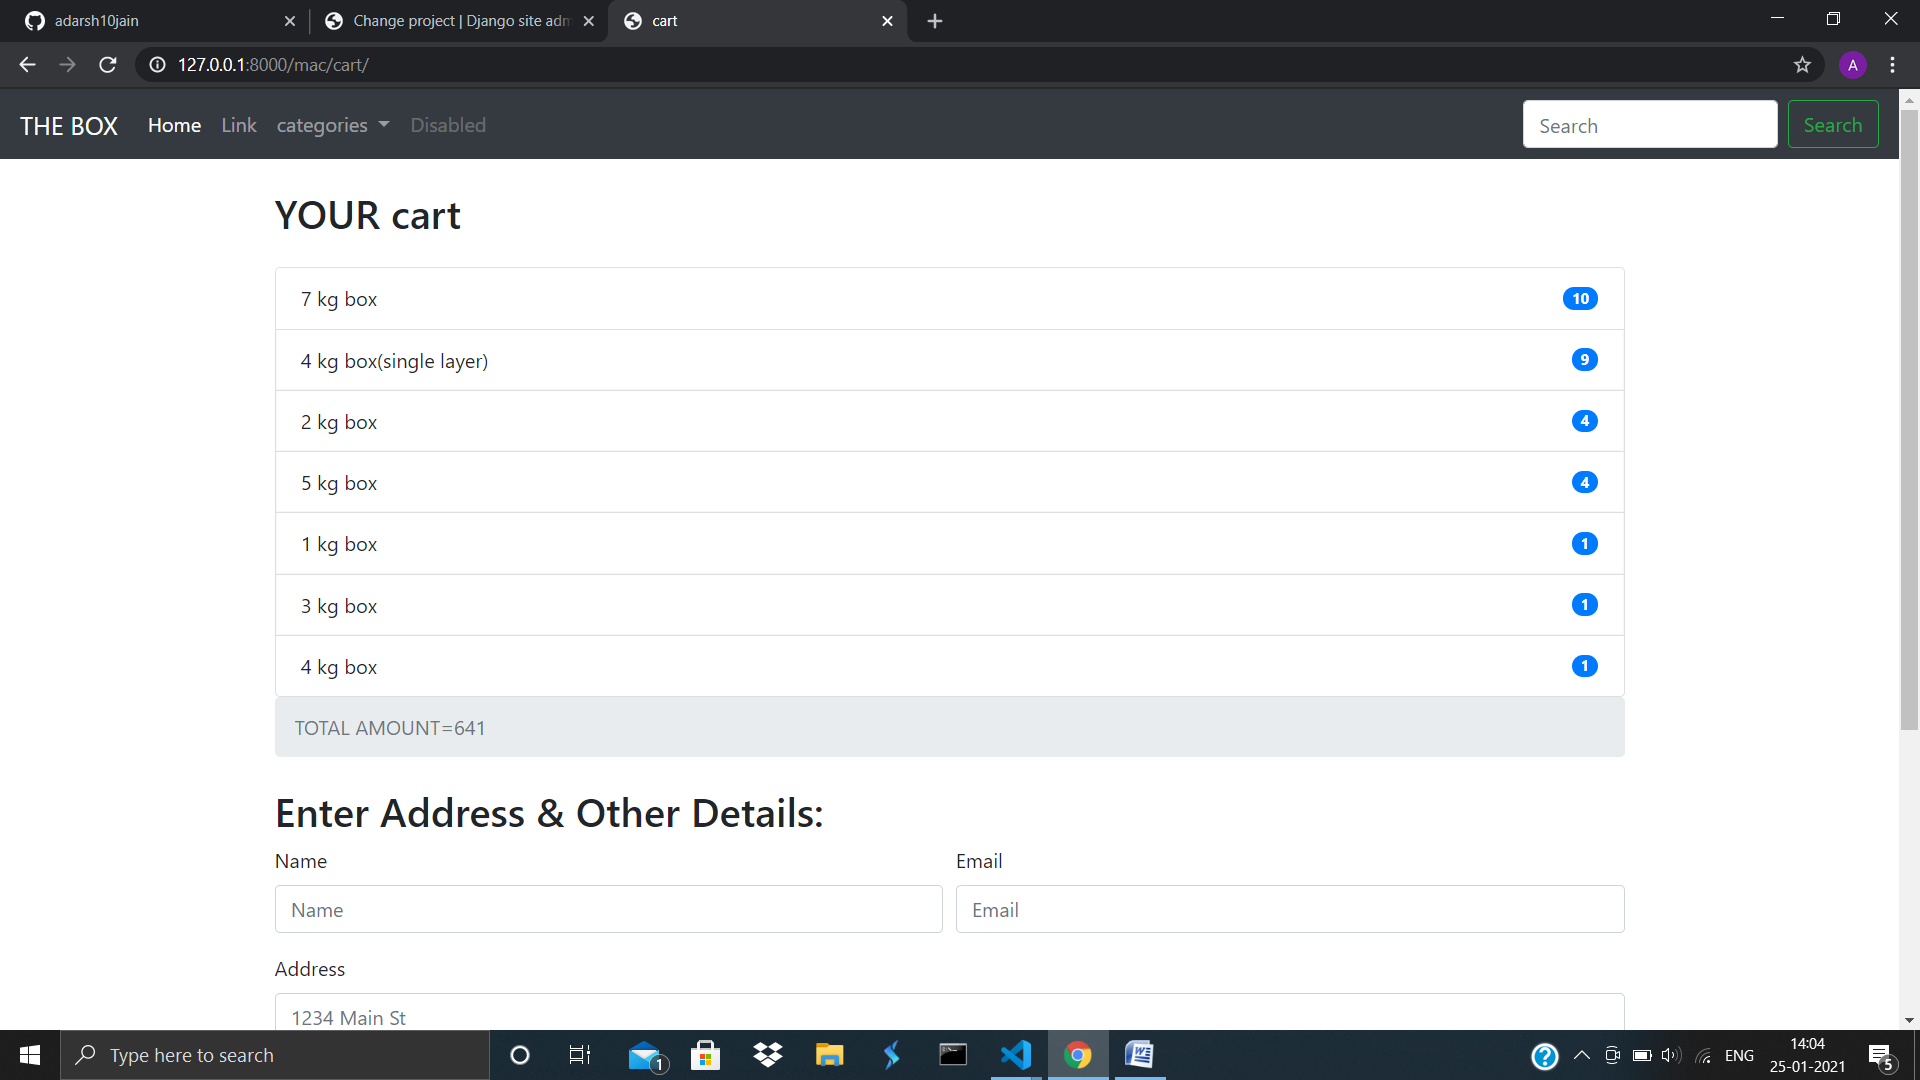 adarsh10jain
Change project | Django site adm
cart
127.0.0.1:8000/mac/cart/
A
THE BOX Home Link categories Disabled Search Search
YOUR cart
7 kg box 10
4 kg box(single layer) 9
2 kg box 4
5 kg box 4
1 kg box 1
3 kg box 1
4 kg box 1
TOTAL AMOUNT=641
Enter Address & Other Details:
Name Email
Name Email
Address
1234 Main St
Type here to search
1
ENG
14:04
25-01-2021
5